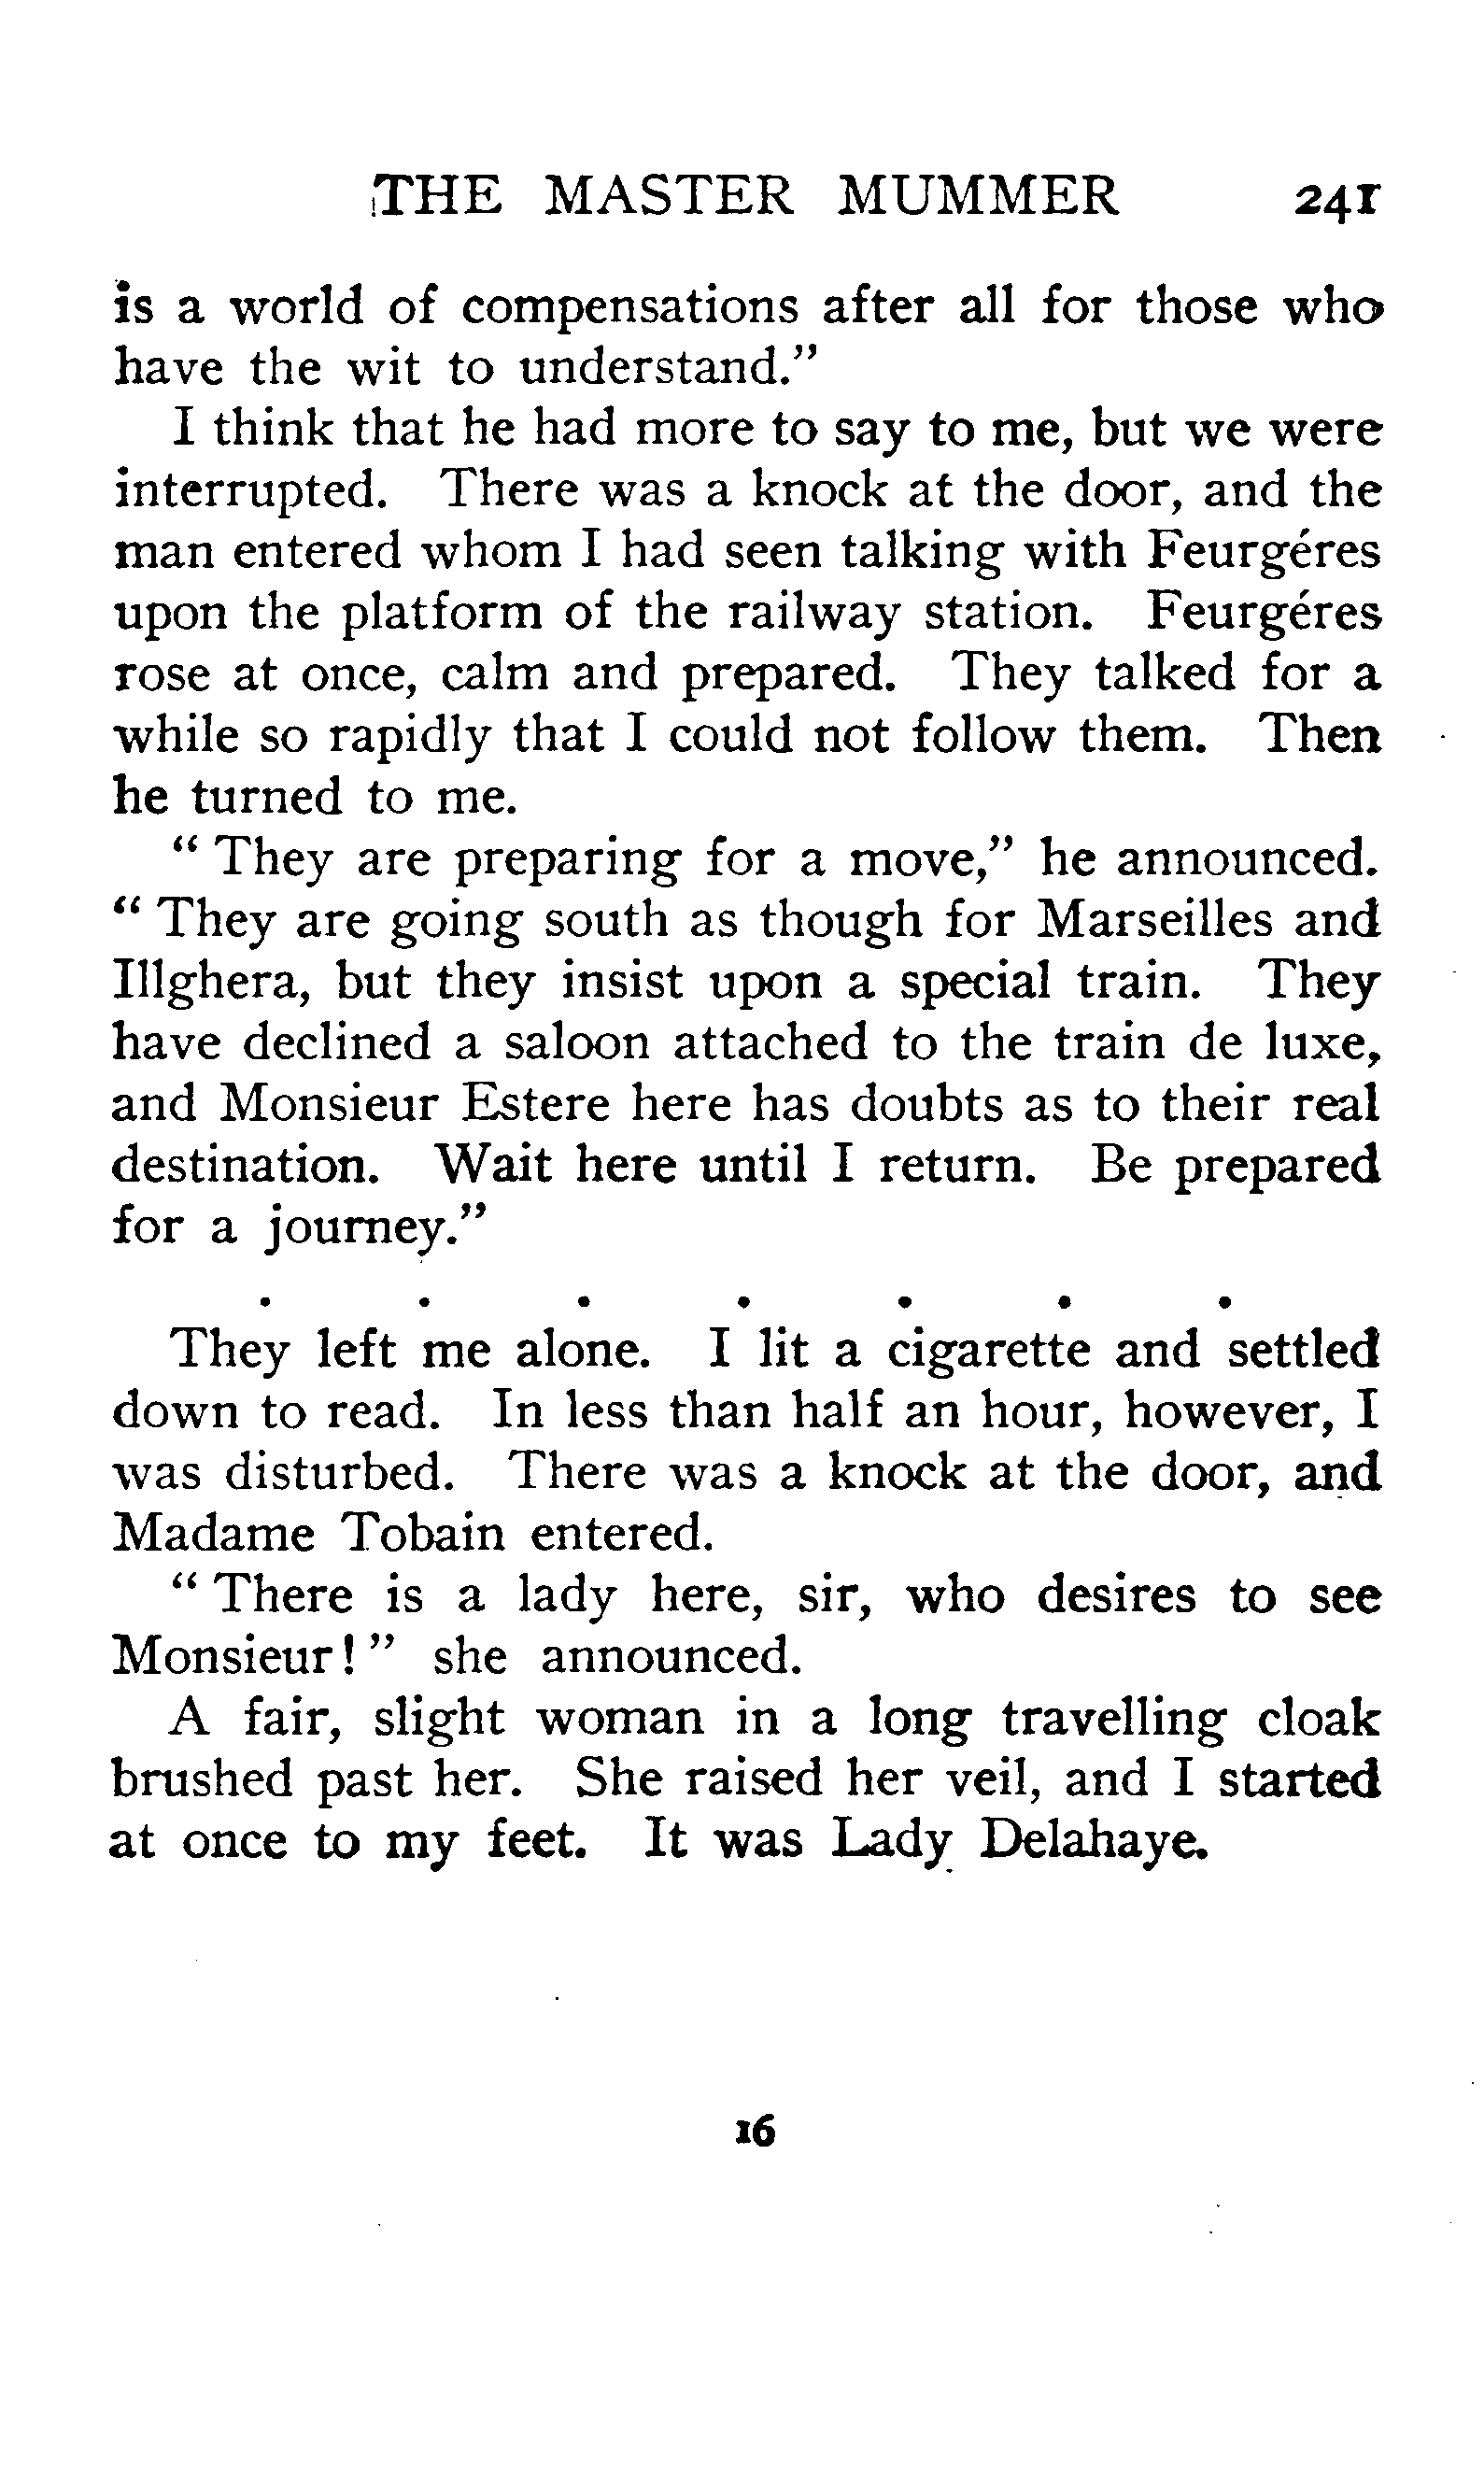 THE MASTER MUMMER 241
is a world of compensations after all for those who
have the wit to understand."
I think that he had more to say to me, but we were
interrupted. There was a knock at the door, and the
man entered whom I had seen talking with Feurgéres
upon the platform of the railway station. Feurgéres
rose at once, calm and prepared. They talked for a
while so rapidly that I could not follow them. Then
he turned to me.
" They are preparing for a move," he announced.
" They are going south as though for Marseilles and
Illghera, but they insist upon a special train. They
have declined a saloon attached to the train de luxe,
and Monsieur Estere here has doubts as to their real
destination. Wait here until I return. Be prepared
for a journey."
. . . . . . .
They left me alone. I lit a cigarette and settled
down to read. In less than half an hour, however, I
was disturbed. There was a knock at the door, and
Madame Tobain entered.
" There is a lady here, sir, who desires to see
Monsieur! " she announced.
A fair, slight woman in a long travelling cloak
brushed past her. She raised her veil, and I started
at once to my feet. It was Lady Delahaye.
16